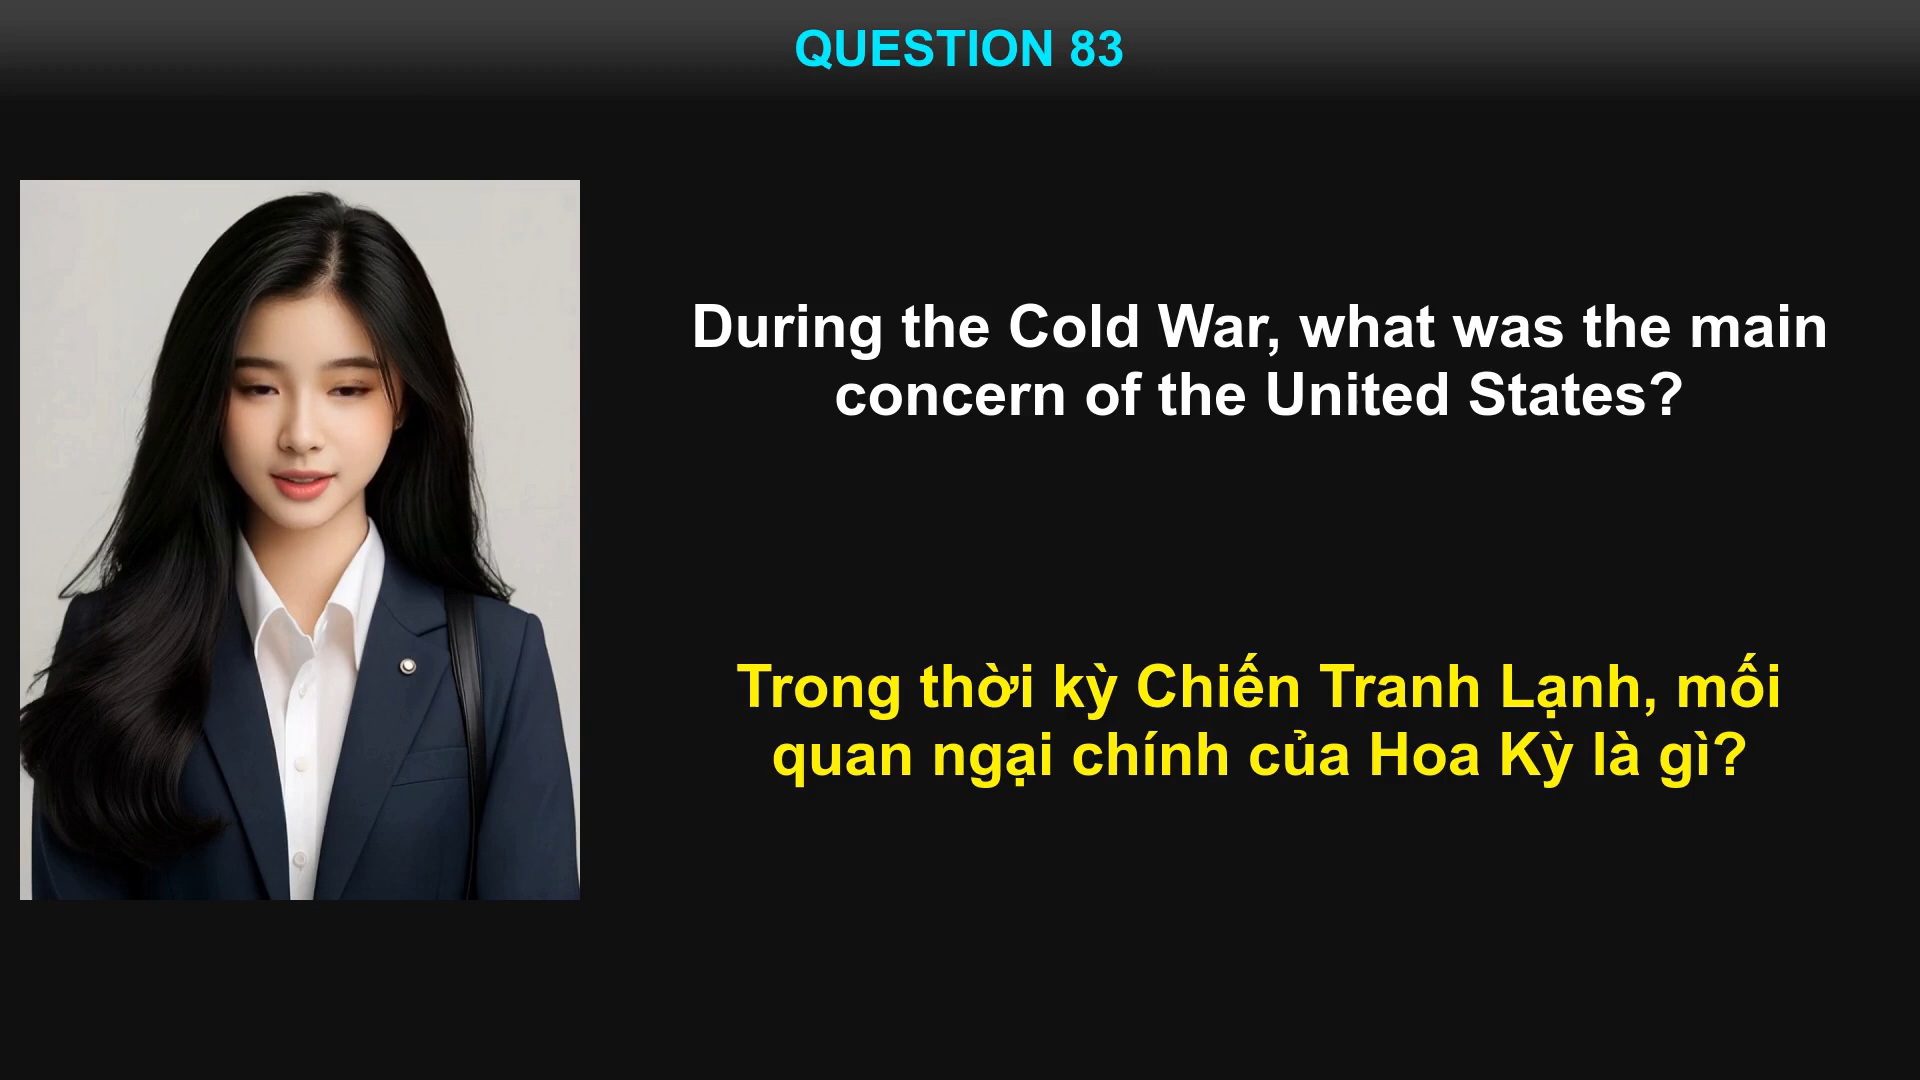 QUESTION 83
During the Cold War, what was the main
concern of the United States?
Trong thời kỳ Chiến Tranh Lạnh, mối
quan ngại chính của Hoa Kỳ là gì?